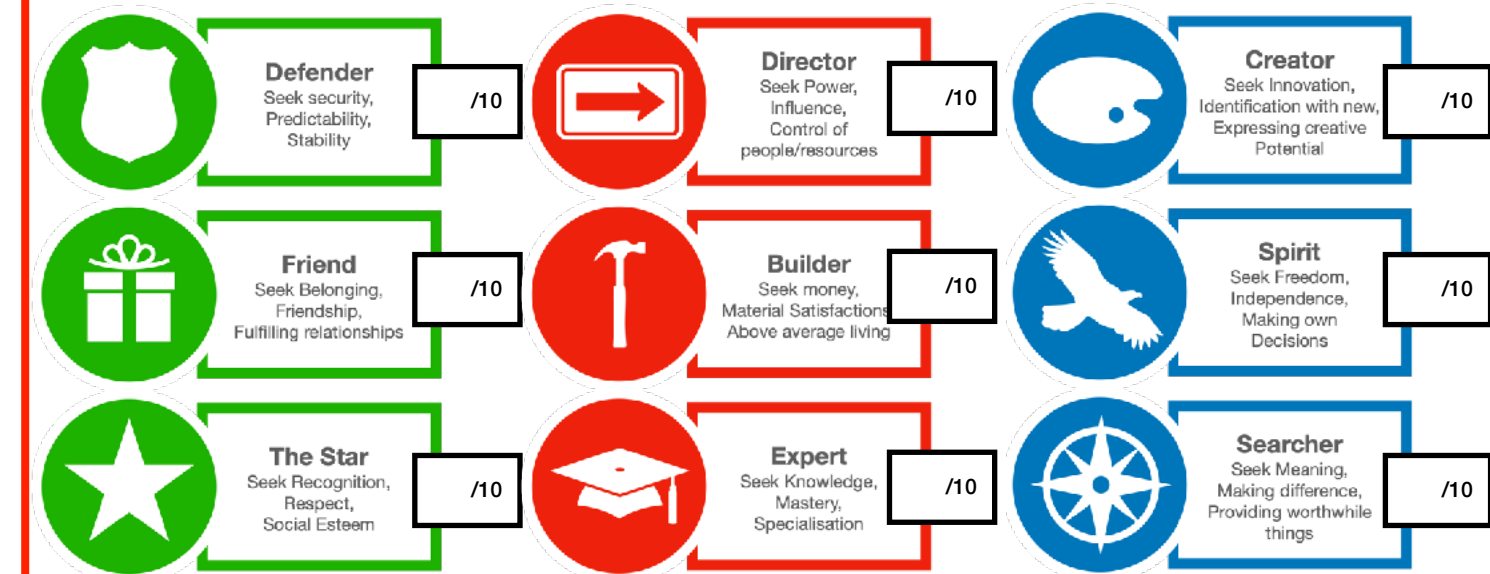 Defender
Seek security,
Predictability,
Stability
/10
Director
Seek Power,
Influence,
Control of
people/resources
/10
Creator
Seek Innovation,
Identification with new,
Expressing creative
Potential
/10
Friend
Seek Belonging,
Friendship,
Fulfilling relationships
/10
Builder
Seek money,
Material Satisfactions
Above average living
/10
Spirit
Seek Freedom,
Independence,
Making own
Decisions
/10
The Star
Seek Recognition,
Respect,
Social Esteem
/10
Expert
Seek Knowledge,
Mastery,
Specialisation
/10
Searcher
Seek Meaning,
Making difference,
Providing worthwhile
things
/10